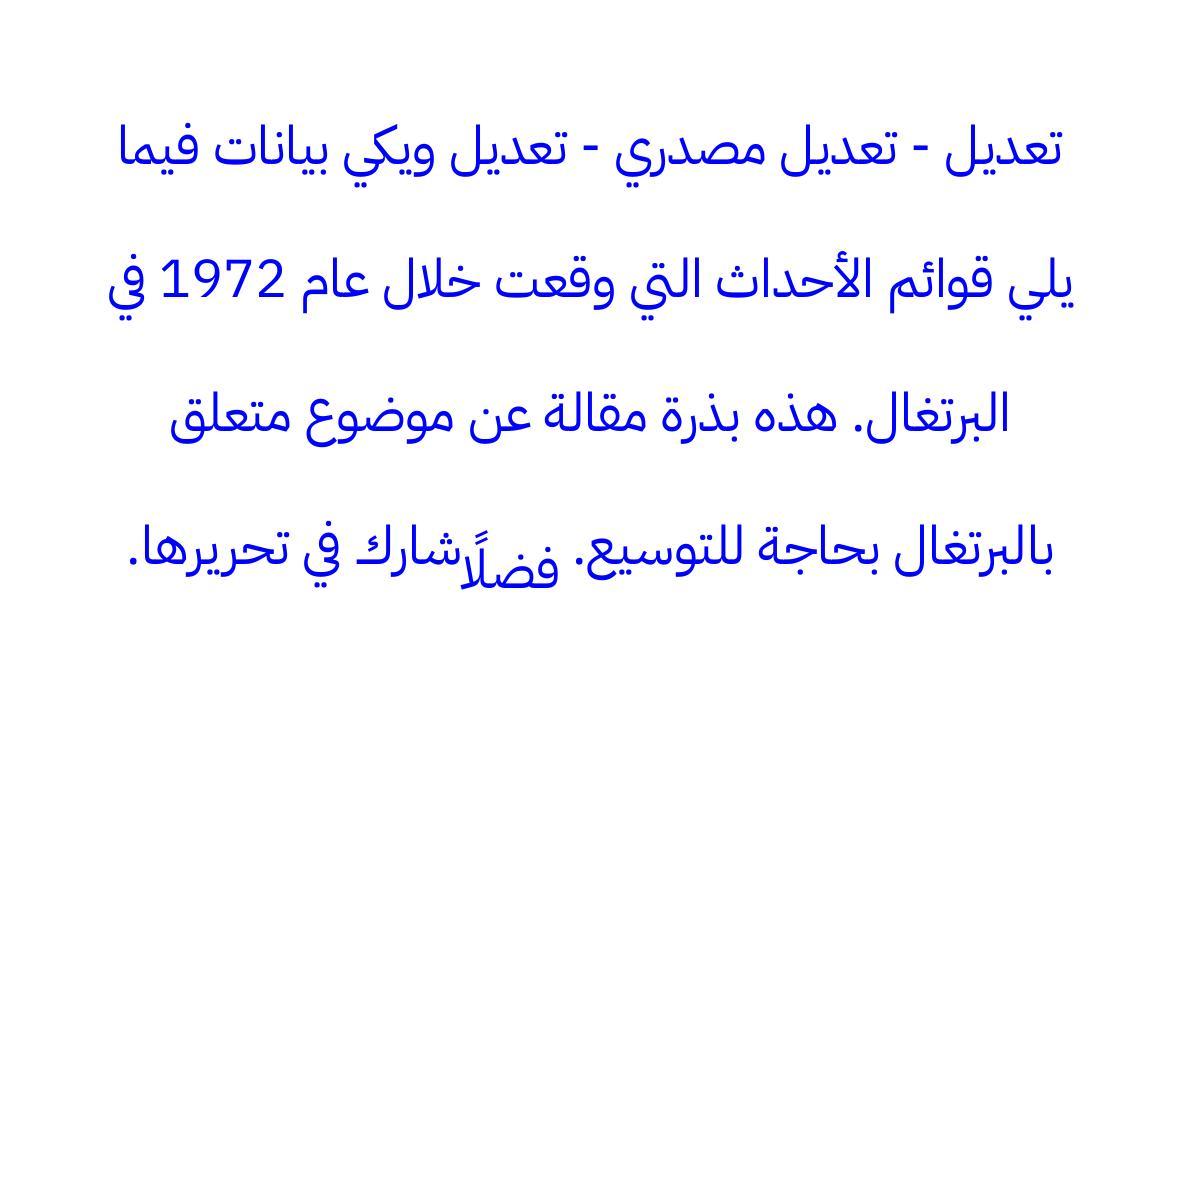 تعديل - تعديل مصدري - تعديل ويكي بيانات فيما
يلي قوائم الأحداث التي وقعت خلال عام 1972 في
البرتغال. هذه بذرة مقالة عن موضوع متعلق
بالبرتغال بحاجة للتوسيع. فضلًا شارك في تحريرها.